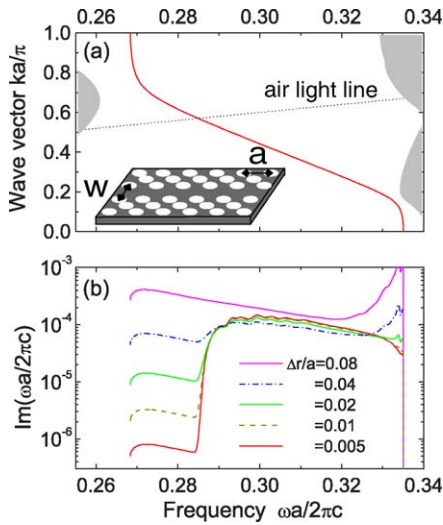 0.26 0.28 0.30 0.32 0.34
1.0
(a)
0.8
air light line
0.6
0.4
a
W
0.2
0.0
Wave vector ka/π
10⁻³
(b)
10⁻⁴
Δr/a=0.08
=0.04
10⁻⁵
=0.02
=0.01
10⁻⁶
=0.005
Im(ωa/2πc)
0.26 0.28 0.30 0.32 0.34
Frequency ωa/2πc